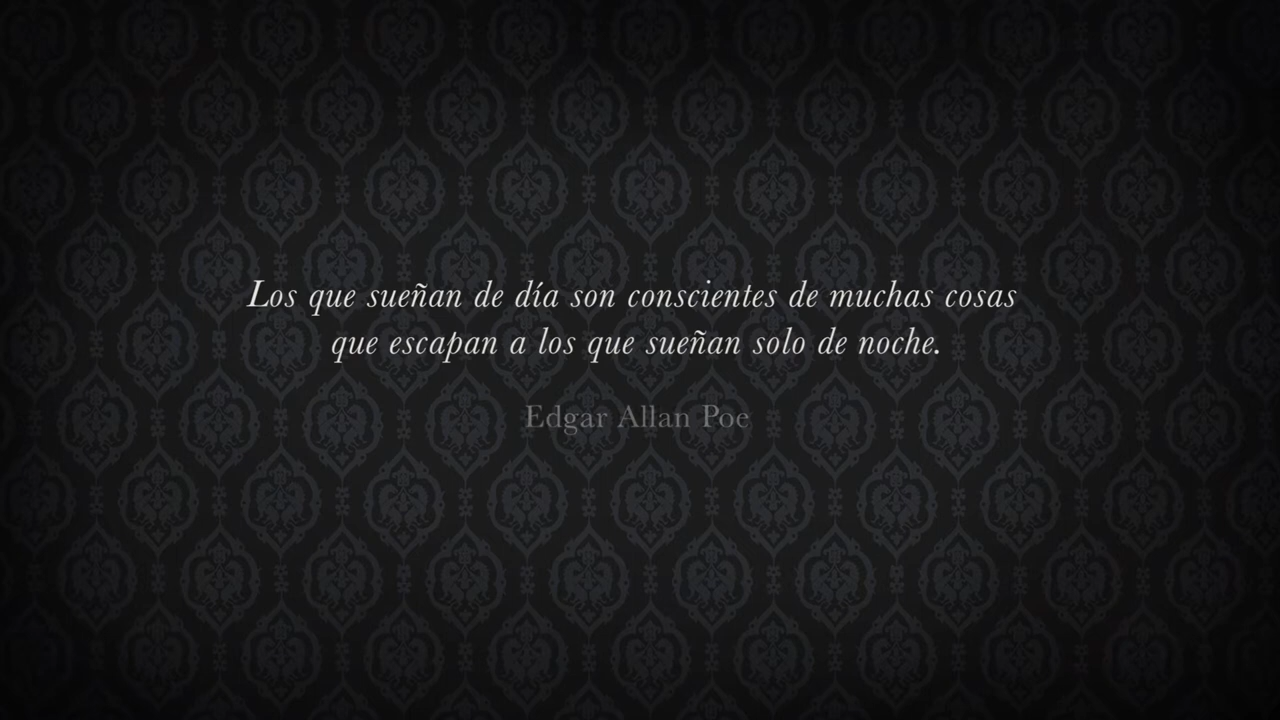 Los que sueñan de día son conscientes de muchas cosas
que escapan a los que sueñan solo de noche.
Edgar Allan Poe